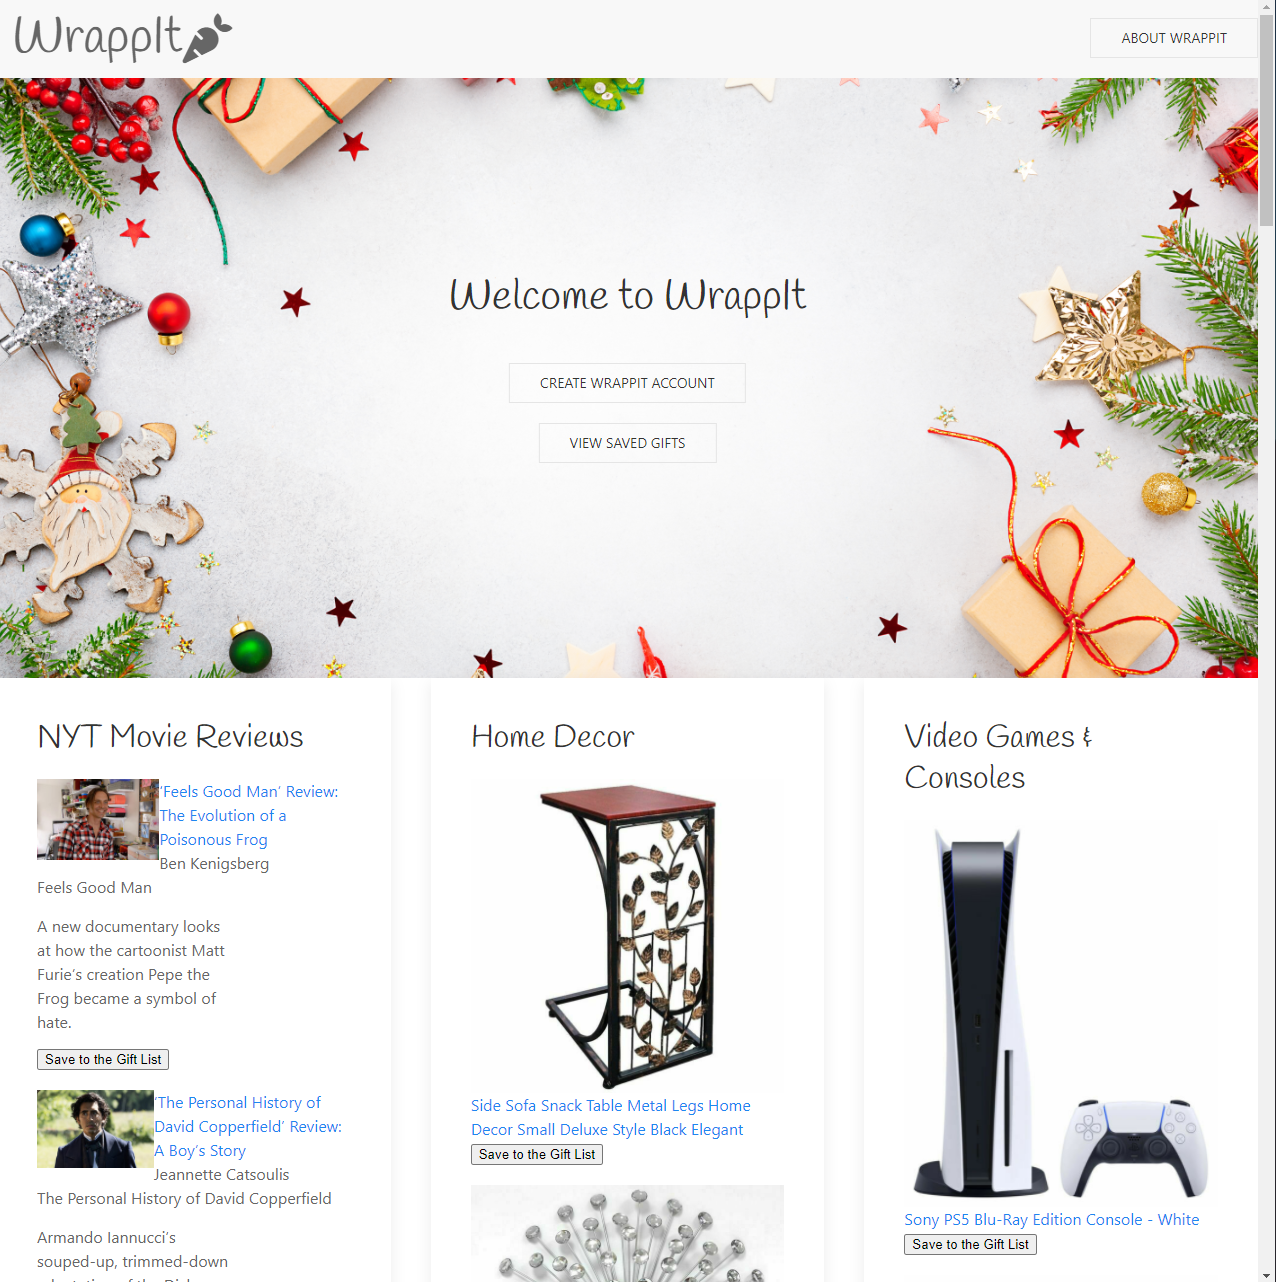 WrappIt
ABOUT WRAPPIT
Welcome to WrappIt
CREATE WRAPPIT ACCOUNT
VIEW SAVED GIFTS
NYT Movie Reviews
‘Feels Good Man’ Review:
The Evolution of a
Poisonous Frog
Ben Kenigsberg
Feels Good Man
A new documentary looks
at how the cartoonist Matt
Furie’s creation Pepe the
Frog became a symbol of
hate.
Save to the Gift List
‘The Personal History of
David Copperfield’ Review:
A Boy’s Story
Jeannette Catsoulis
The Personal History of David Copperfield
Armando Iannucci’s
souped-up, trimmed-down
Home Decor
Side Sofa Snack Table Metal Legs Home
Decor Small Deluxe Style Black Elegant
Save to the Gift List
Video Games &
Consoles
Sony PS5 Blu-Ray Edition Console - White
Save to the Gift List